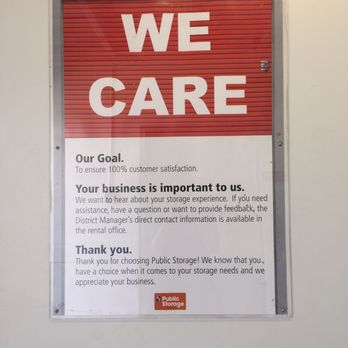 WE
CARE
Our Goal.
To ensure 100% customer satisfaction.
Your business is important to us.
We want to hear about your storage experience. If you need
assistance, have a question or want to provide feedback, the
District Manager's direct contact information is available in
the rental office.
Thank you.
Thank you for choosing Public Storage! We know that you
have a choice when it comes to your storage needs and we
appreciate your business.
Public
Storage